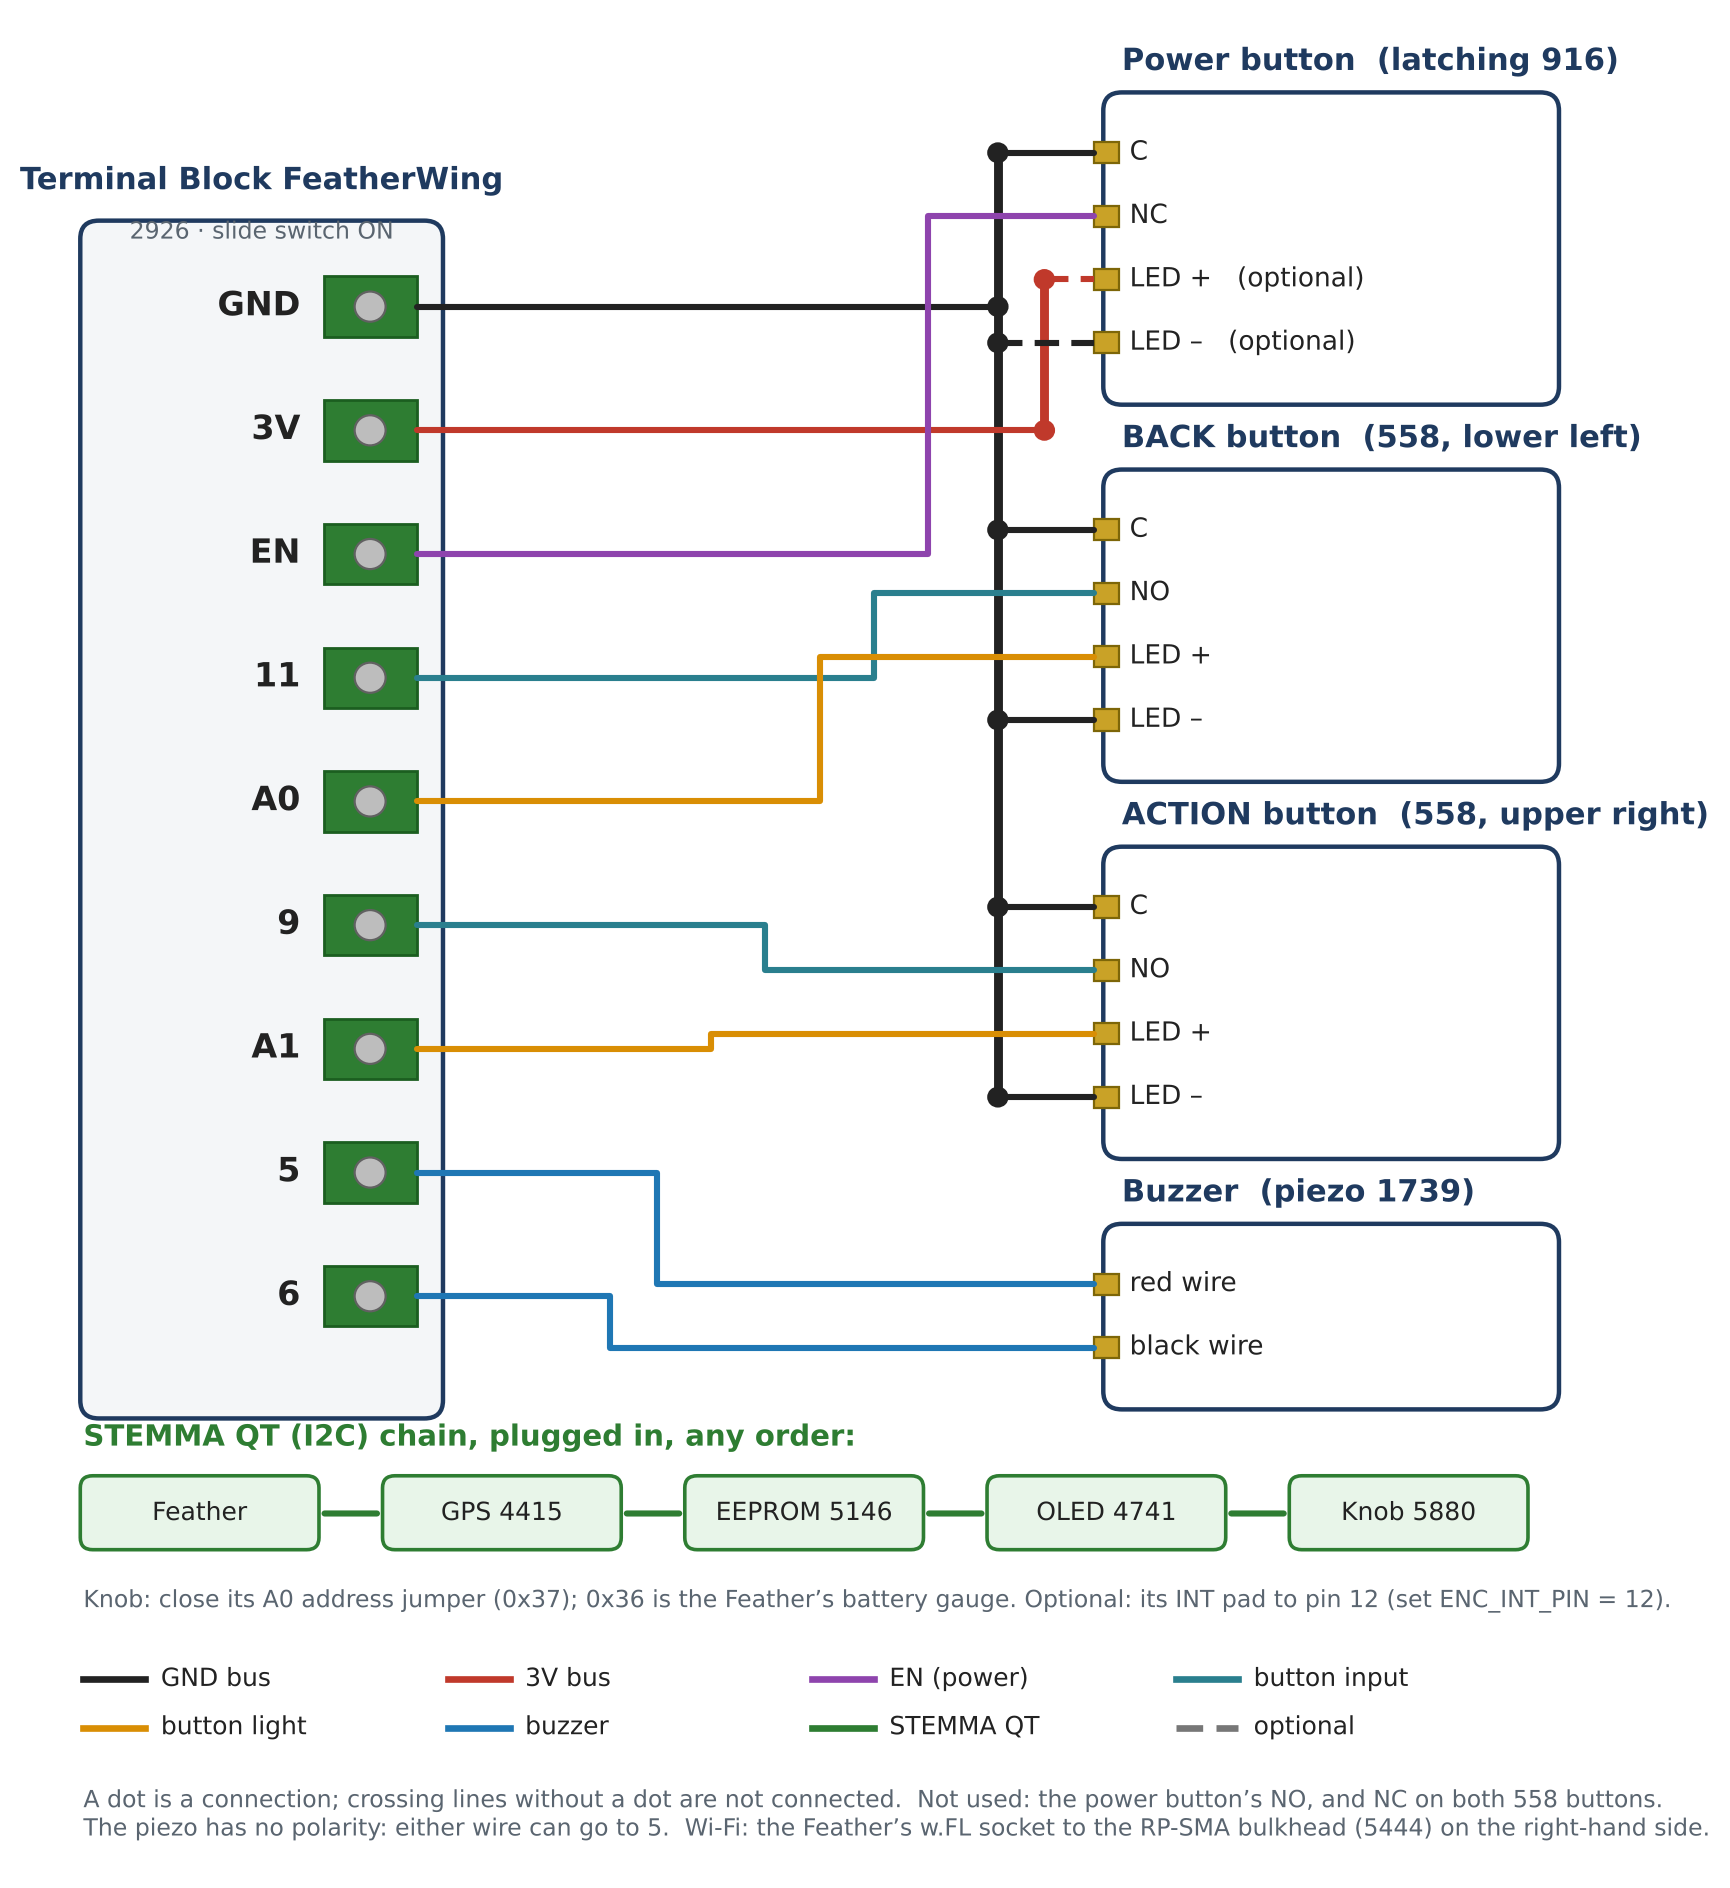 Power button (latching 916)
C
NC
LED + (optional)
LED – (optional)
Terminal Block FeatherWing
2926 · slide switch ON
GND
3V
EN
11
A0
9
A1
5
6
BACK button (558, lower left)
C
NO
LED +
LED –
ACTION button (558, upper right)
C
NO
LED +
LED –
Buzzer (piezo 1739)
red wire
black wire
STEMMA QT (I2C) chain, plugged in, any order:
Feather
GPS 4415
EEPROM 5146
OLED 4741
Knob 5880
Knob: close its A0 address jumper (0x37); 0x36 is the Feather’s battery gauge. Optional: its INT pad to pin 12 (set ENC_INT_PIN = 12).
GND bus
3V bus
EN (power)
button input
button light
buzzer
STEMMA QT
optional
A dot is a connection; crossing lines without a dot are not connected. Not used: the power button’s NO, and NC on both 558 buttons.
The piezo has no polarity: either wire can go to 5. Wi-Fi: the Feather’s w.FL socket to the RP-SMA bulkhead (5444) on the right-hand side.